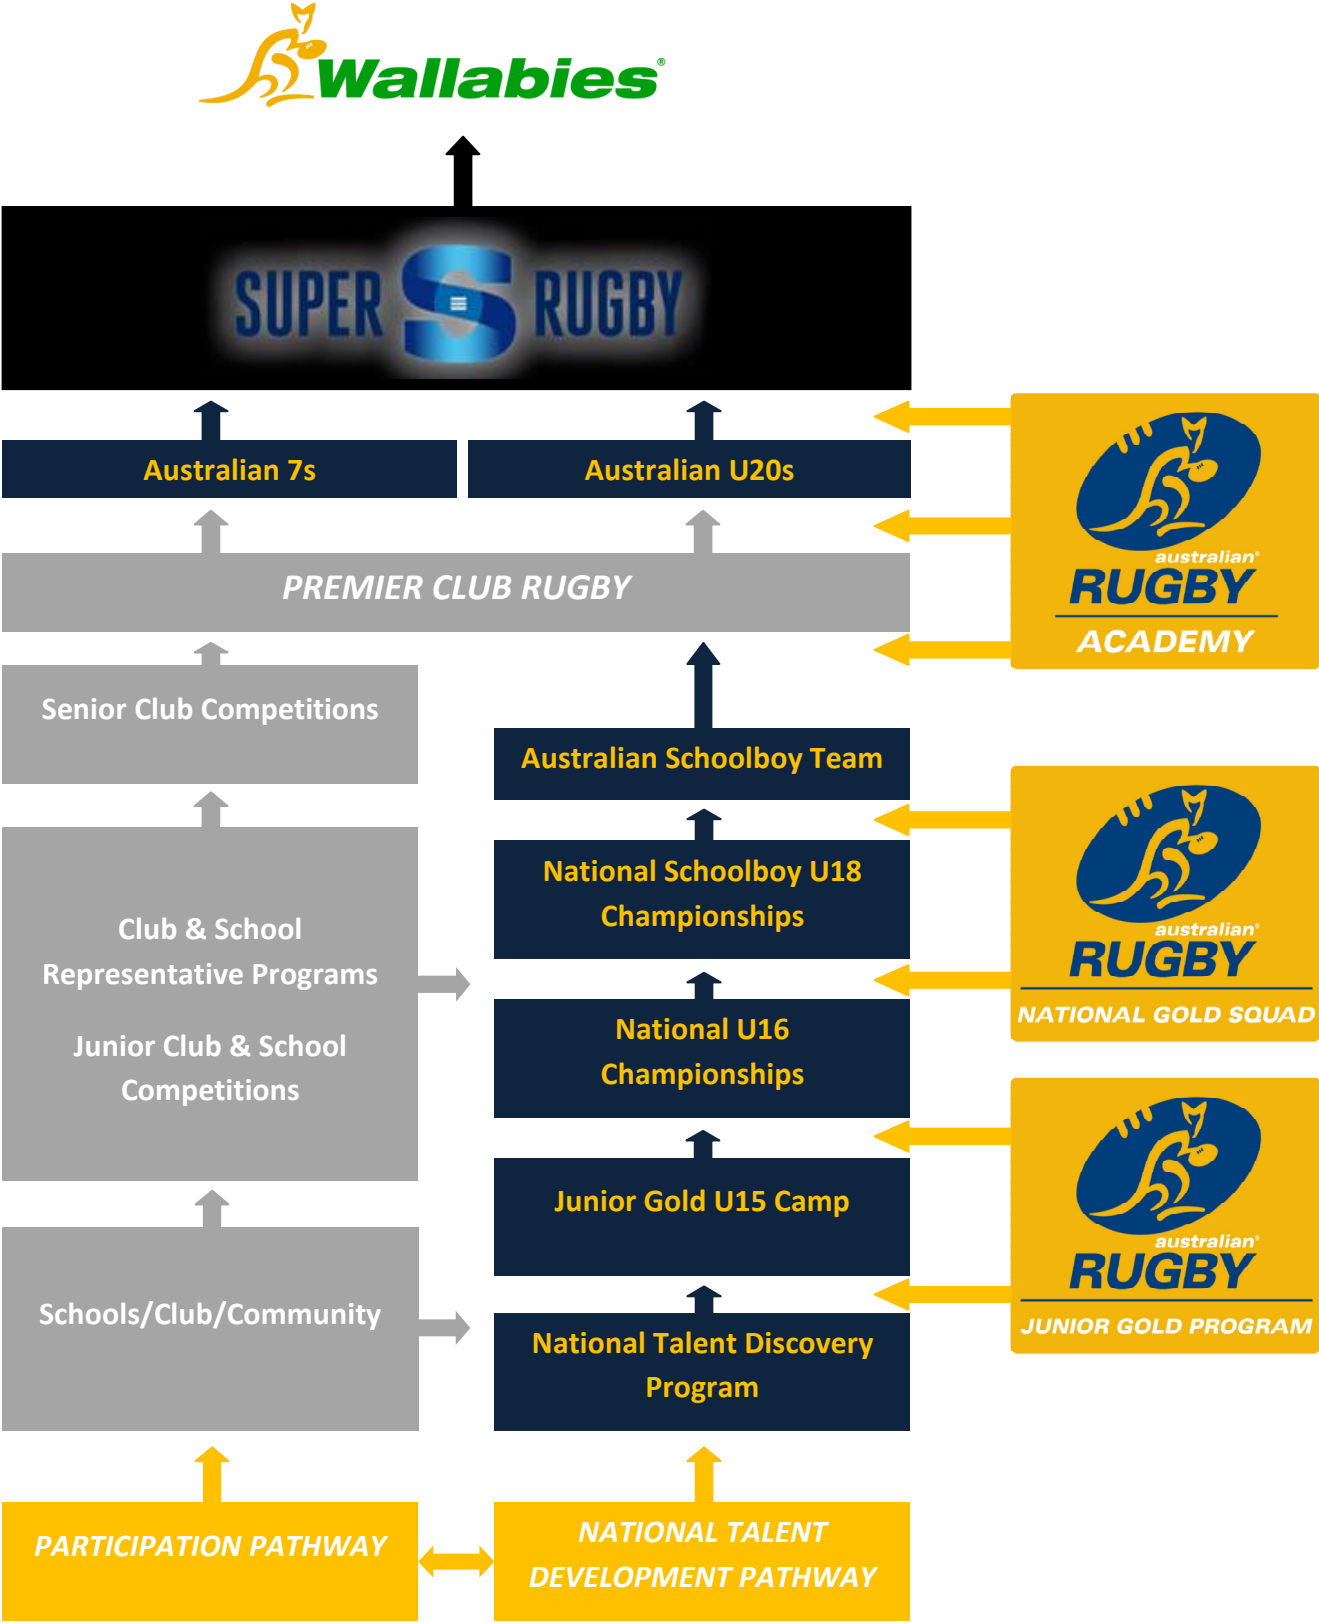 Wallabies®
SUPER S RUGBY
Australian 7s
Australian U20s
australian®
RUGBY
ACADEMY
PREMIER CLUB RUGBY
Senior Club Competitions
Australian Schoolboy Team
National Schoolboy U18
Championships
australian®
RUGBY
NATIONAL GOLD SQUAD
Club & School
Representative Programs
Junior Club & School
Competitions
National U16
Championships
Junior Gold U15 Camp
australian®
RUGBY
JUNIOR GOLD PROGRAM
Schools/Club/Community
National Talent Discovery
Program
PARTICIPATION PATHWAY
NATIONAL TALENT
DEVELOPMENT PATHWAY